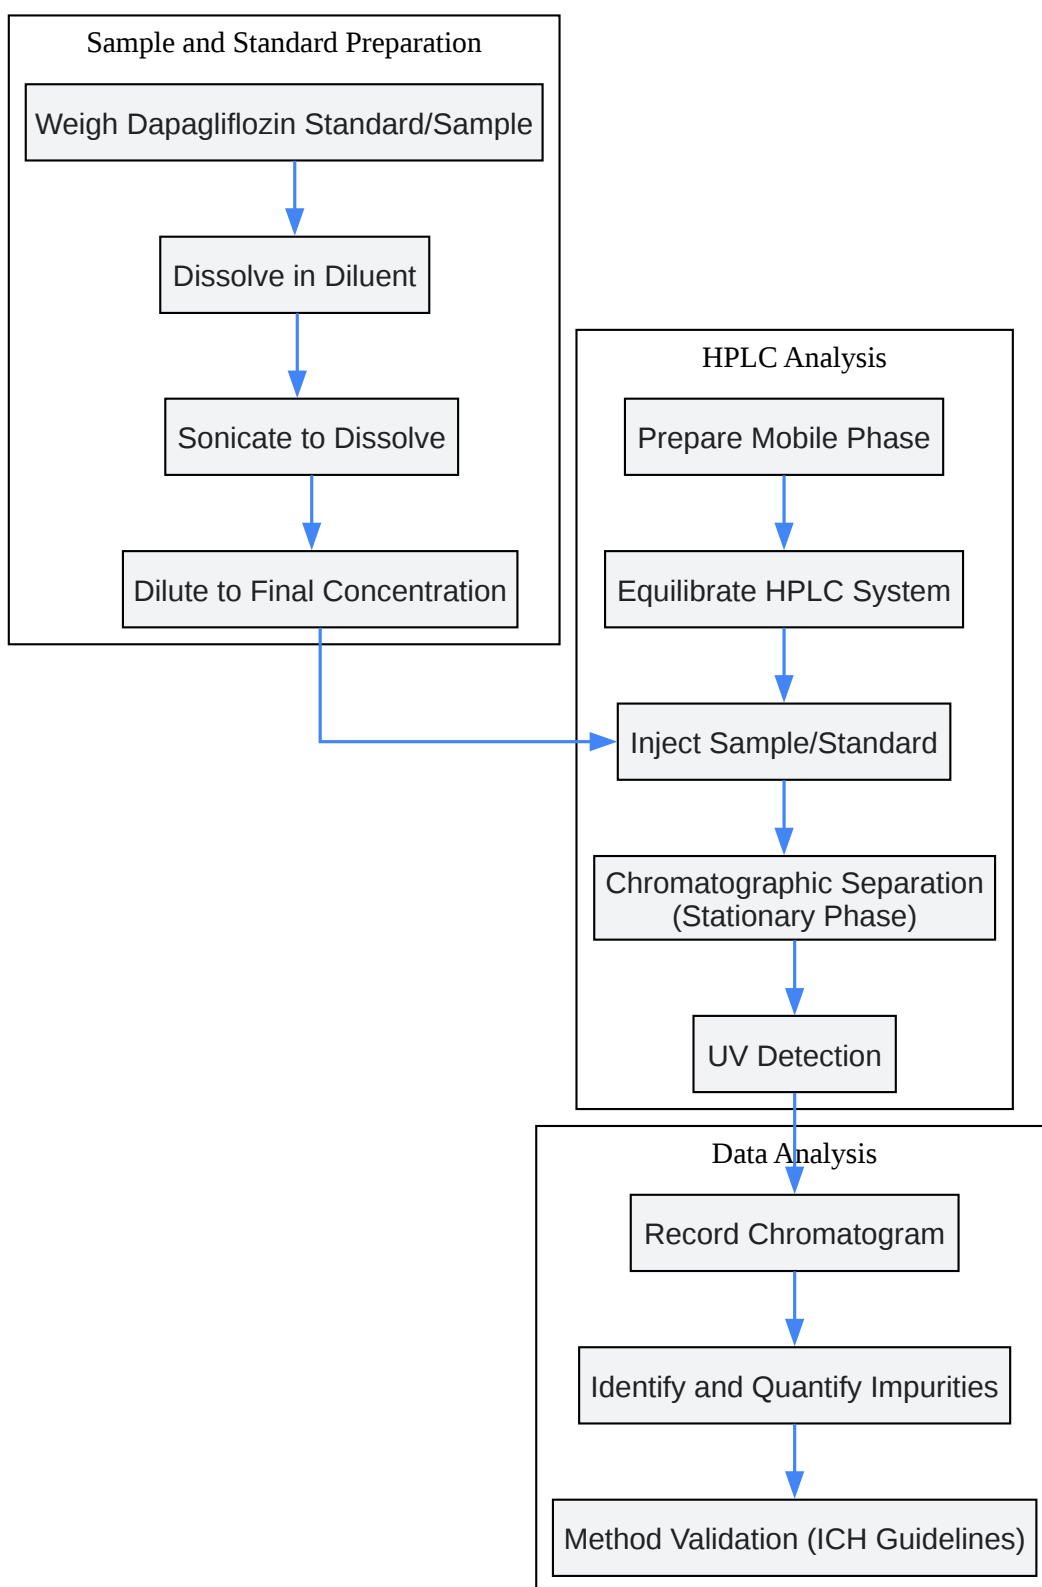 Sample and Standard Preparation
Weigh Dapagliflozin Standard/Sample
Dissolve in Diluent
Sonicate to Dissolve
Dilute to Final Concentration
HPLC Analysis
Prepare Mobile Phase
Equilibrate HPLC System
Inject Sample/Standard
Chromatographic Separation
(Stationary Phase)
UV Detection
Data Analysis
Record Chromatogram
Identify and Quantify Impurities
Method Validation (ICH Guidelines)